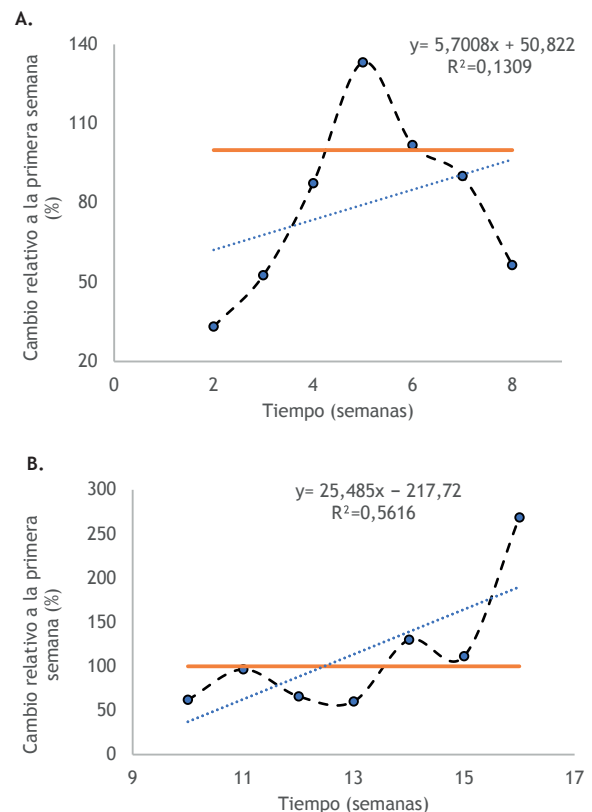 A.
y= 5,7008x + 50,822
R²=0,1309
Cambio relativo a la primera semana
(%)
140
110
80
50
20
0
2
4
6
8
Tiempo (semanas)
B.
y= 25,485x − 217,72
R²=0,5616
Cambio relativo a la primera
semana (%)
300
250
200
150
100
50
0
9
11
13
15
17
Tiempo (semanas)